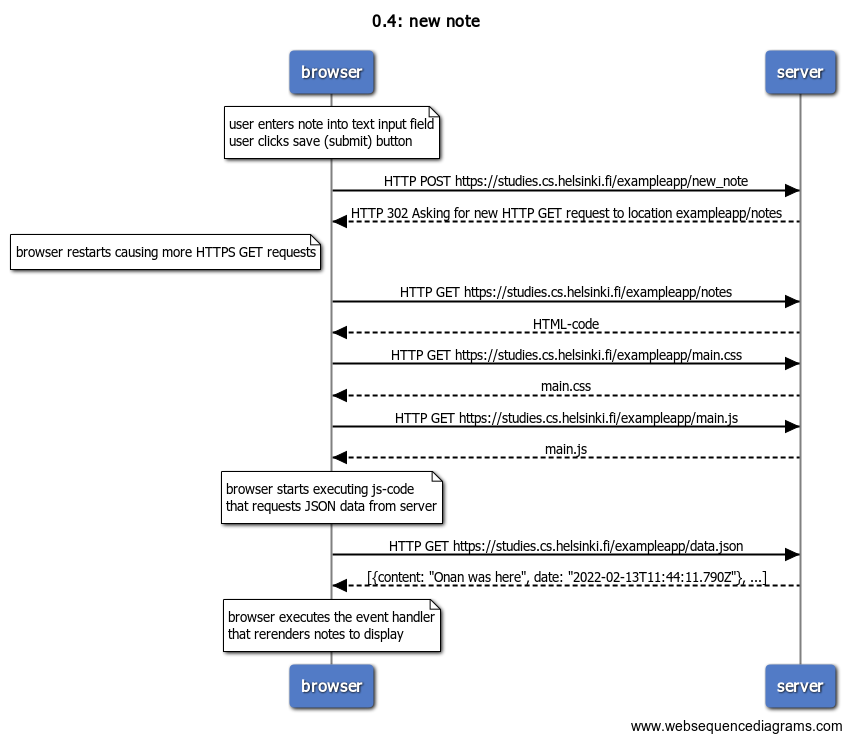 0.4: new note
browser
server
user enters note into text input field
user clicks save (submit) button
HTTP POST https://studies.cs.helsinki.fi/exampleapp/new_note
HTTP 302 Asking for new HTTP GET request to location exampleapp/notes
browser restarts causing more HTTPS GET requests
HTTP GET https://studies.cs.helsinki.fi/exampleapp/notes
HTML-code
HTTP GET https://studies.cs.helsinki.fi/exampleapp/main.css
main.css
HTTP GET https://studies.cs.helsinki.fi/exampleapp/main.js
main.js
browser starts executing js-code
that requests JSON data from server
HTTP GET https://studies.cs.helsinki.fi/exampleapp/data.json
[{content: "Onan was here", date: "2022-02-13T11:44:11.790Z"}, ...]
browser executes the event handler
that rerenders notes to display
browser
server
www.websequencediagrams.com